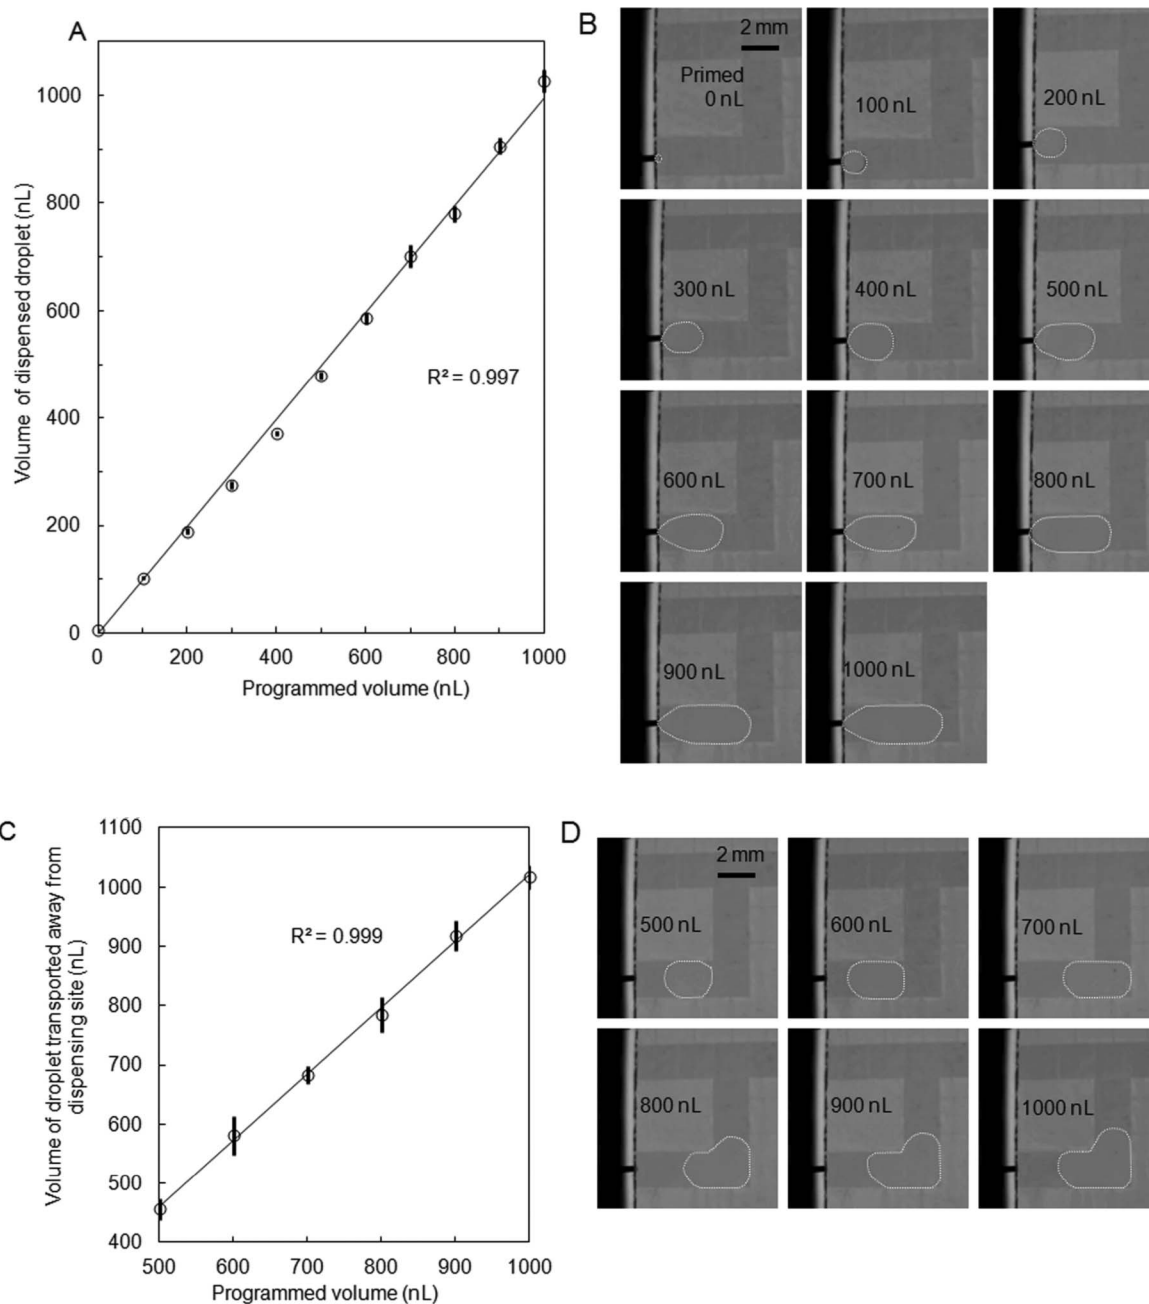 A
Volume of dispensed droplet (nL)
1000
800
600
400
200
0
R² = 0.997
0 200 400 600 800 1000
Programmed volume (nL)
B
2 mm
Primed
0 nL
100 nL
200 nL
300 nL
400 nL
500 nL
600 nL
700 nL
800 nL
900 nL
1000 nL
C
Volume of droplet transported away from
dispensing site (nL)
1100
1000
900
800
700
600
500
400
R² = 0.999
500 600 700 800 900 1000
Programmed volume (nL)
D
2 mm
500 nL
600 nL
700 nL
800 nL
900 nL
1000 nL